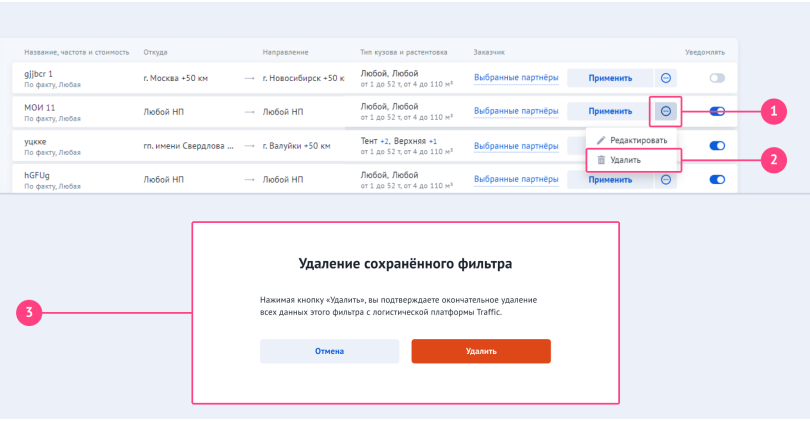 Название, частота и стоимость Откуда Направление Тип кузова и растентовка Заказчик Уведомлять
gjjbcr 1 г. Москва +50 км → г. Новосибирск +50 к Любой, Любой Выбранные партнёры Применить
По факту, Любая от 1 до 52 т, от 4 до 110 м³
МОИ 11 Любой НП → Любой НП Любой, Любой Выбранные партнёры Применить 1
По факту, Любая от 1 до 52 т, от 4 до 110 м³
уцкке гп. имени Свердлова ... → г. Валуйки +50 км Тент +2, Верхняя +1 Выбранные партнёры Редактировать
По факту, Любая от 1 до 52 т, от 4 до 110 м³ Удалить 2
hGFUg Любой НП → Любой НП Любой, Любой Выбранные партнёры Применить
По факту, Любая от 1 до 52 т, от 4 до 110 м³
Удаление сохранённого фильтра
Нажимая кнопку «Удалить», вы подтверждаете окончательное удаление
3
всех данных этого фильтра с логистической платформы Traffic.
Отмена Удалить